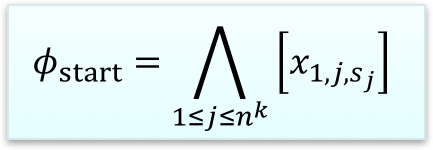 ϕ_start = ⋀_{1≤j≤n^k} [x_{1,j,s_j}]